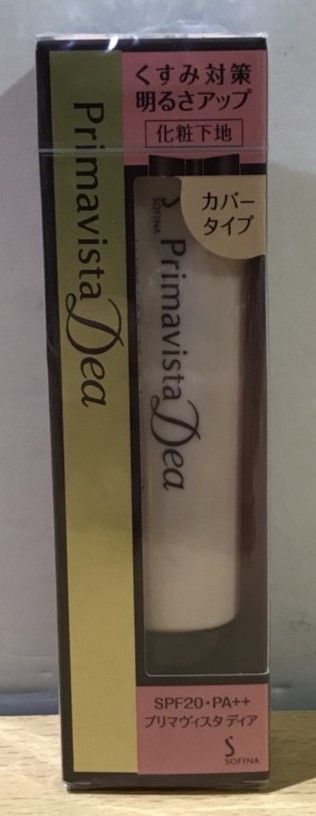 くすみ対策
明るさアップ
化粧下地
カバー
タイプ
Primavista Dea
SOFINA
Primavista Dea
SPF20・PA++
プリマヴィスタ ディア
SOFINA